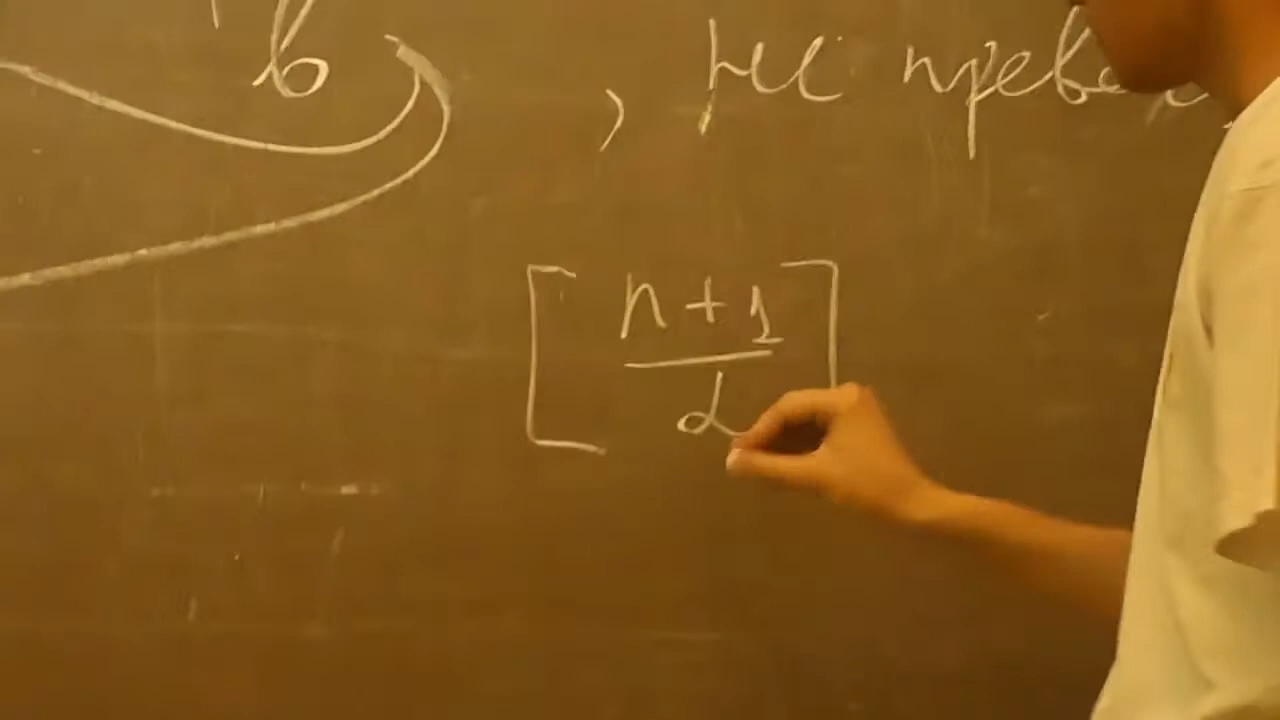 в , не превы
[ n+1 / 2 ]